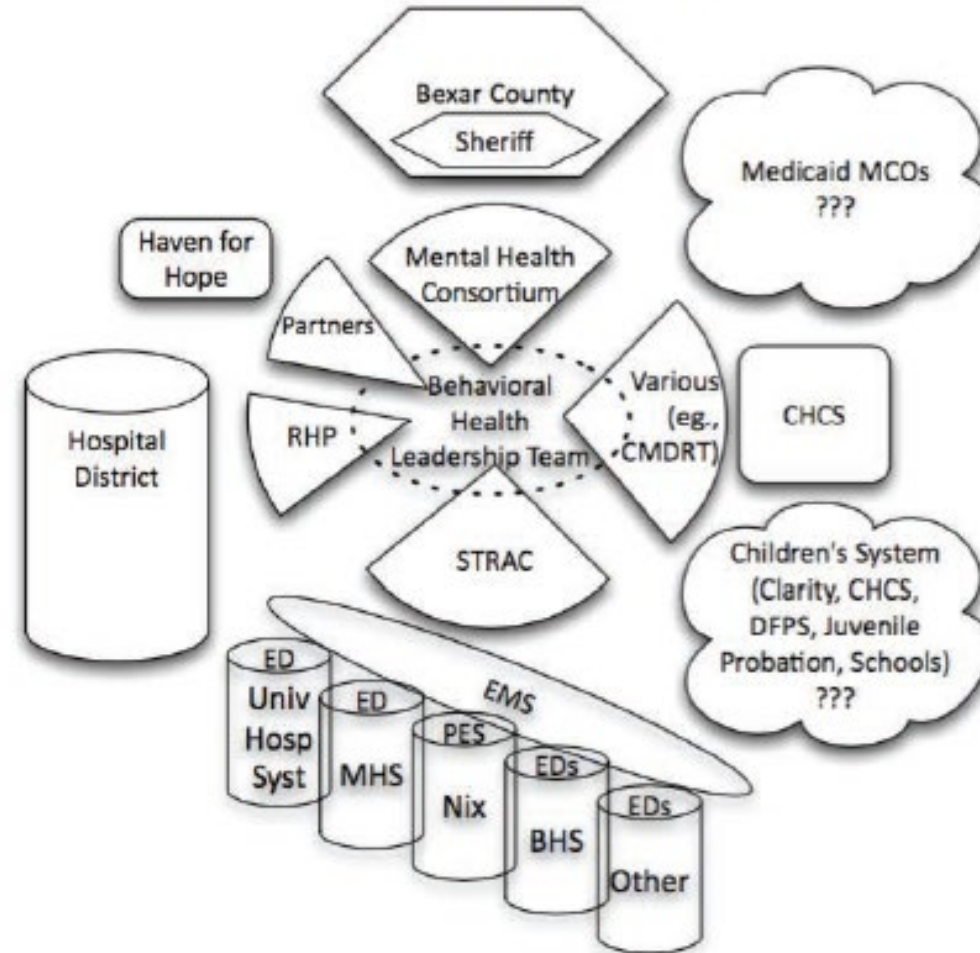 Bexar County
Sheriff
Medicaid MCOs
???
Haven for
Hope
Mental Health
Consortium
Partners
Behavioral
Health
Leadership Team
Various
(eg.,
CMDRT)
CHCS
Hospital
District
RHP
STRAC
Children's System
(Clarity, CHCS,
DFPS, Juvenile
Probation, Schools)
???
EMS
ED
Univ
Hosp
Syst
ED
MHS
PES
Nix
EDs
BHS
EDs
Other